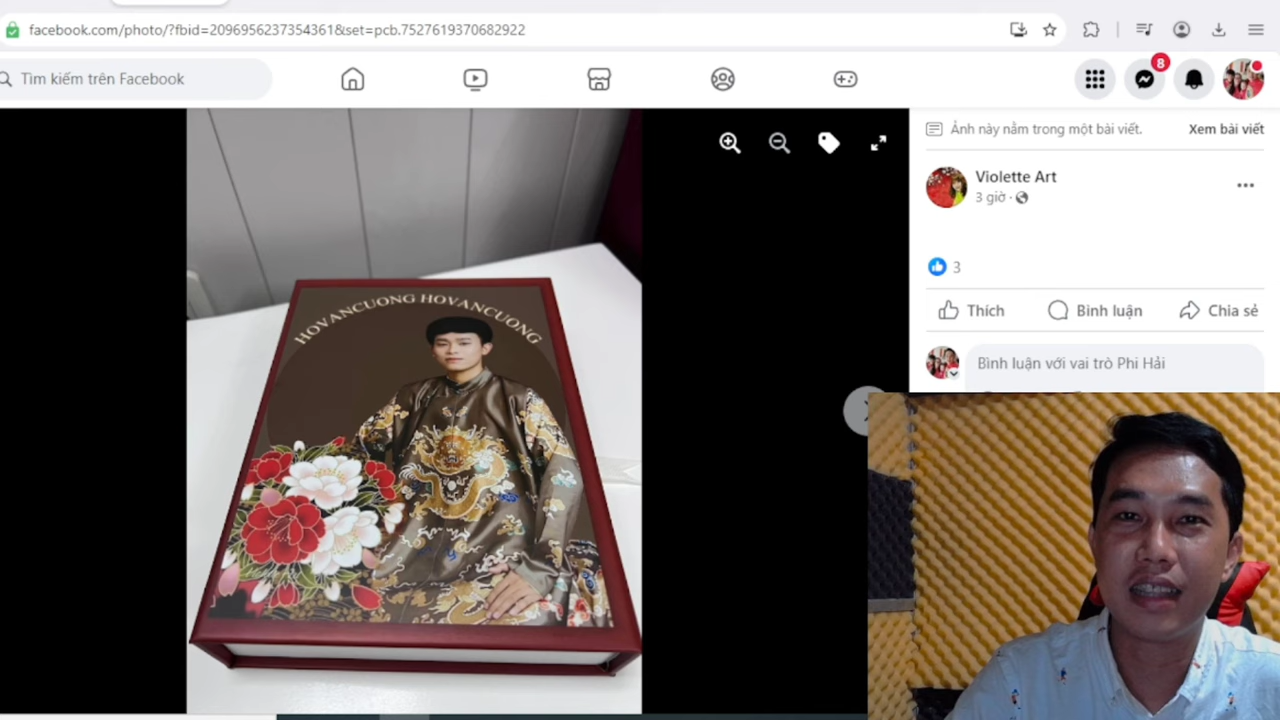 facebook.com/photo/?fbid=2096956237354361&set=pcb.7527619370682922
Tìm kiếm trên Facebook
8
Ảnh này nằm trong một bài viết.
Xem bài viết
Violette Art
3 giờ
3
Thích
Bình luận
Chia sẻ
Bình luận với vai trò Phi Hải
HOVANCUONG HOVANCUONG